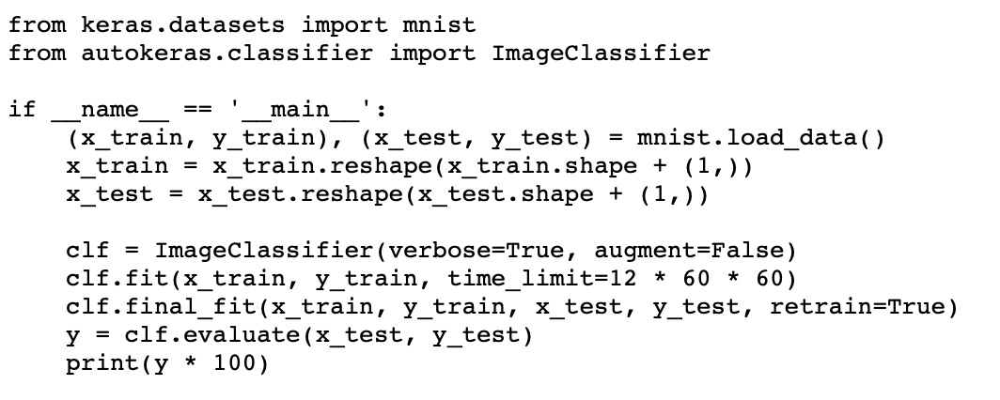 from keras.datasets import mnist
from autokeras.classifier import ImageClassifier
if __name__ == '__main__':
(x_train, y_train), (x_test, y_test) = mnist.load_data()
x_train = x_train.reshape(x_train.shape + (1,))
x_test = x_test.reshape(x_test.shape + (1,))
clf = ImageClassifier(verbose=True, augment=False)
clf.fit(x_train, y_train, time_limit=12 * 60 * 60)
clf.final_fit(x_train, y_train, x_test, y_test, retrain=True)
y = clf.evaluate(x_test, y_test)
print(y * 100)